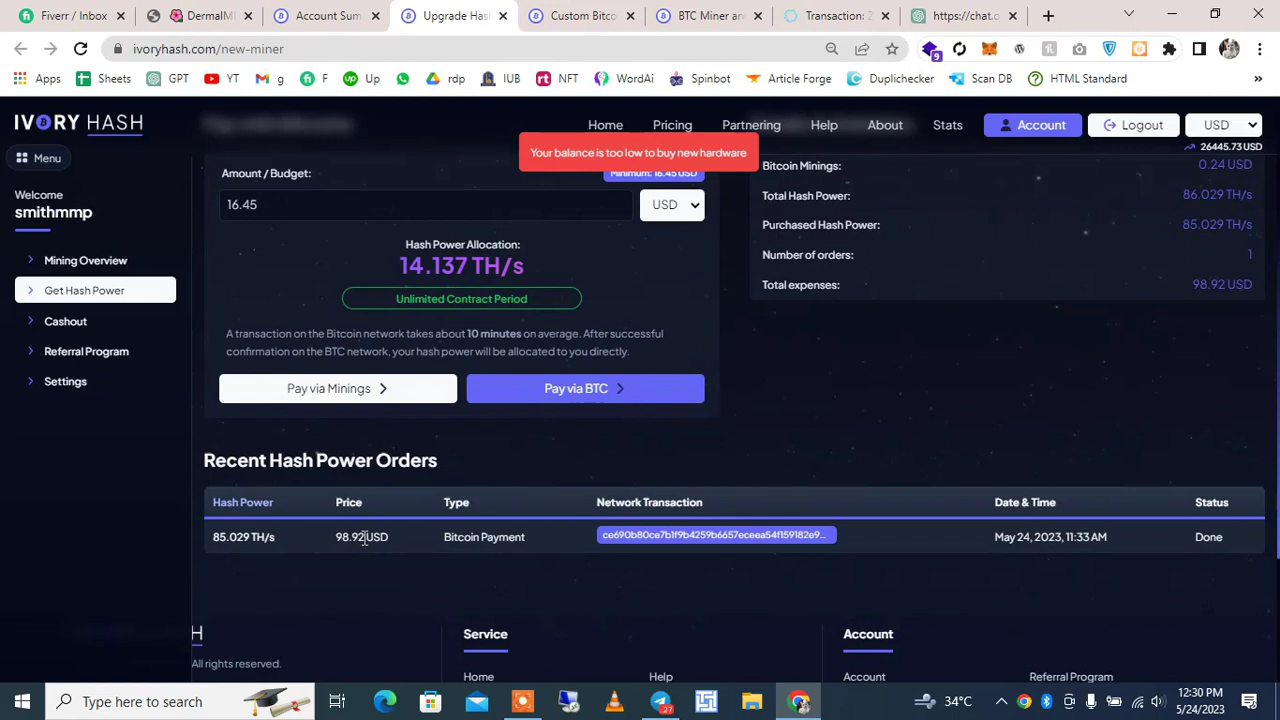 Fiverr / Inbox
DermalM
Account Sum
Upgrade Has
Custom Bitco
BTC Miner an
Transaction: 2
https://chat.o
ivoryhash.com/new-miner
9
Apps
Sheets
GPT
YT
g
F
Up
rdp
IUB
NFT
WordAi
Spinbot
Article Forge
Duplichecker
Scan DB
HTML Standard
»
IVORY HASH
Home
Pricing
Partnering
Help
About
Stats
Account
Logout
USD
26445.73 USD
Menu
Your balance is too low to buy new hardware
Welcome
smithmmp
Mining Overview
Get Hash Power
Cashout
Referral Program
Settings
Amount / Budget:
Minimum: 16.45 USD
16.45
USD
Hash Power Allocation:
14.137 TH/s
Unlimited Contract Period
A transaction on the Bitcoin network takes about 10 minutes on average. After successful
confirmation on the BTC network, your hash power will be allocated to you directly.
Pay via Minings
Pay via BTC
Bitcoin Minings: 0.24 USD
Total Hash Power: 86.029 TH/s
Purchased Hash Power: 85.029 TH/s
Number of orders: 1
Total expenses: 98.92 USD
Recent Hash Power Orders
Hash Power Price Type Network Transaction Date & Time Status
85.029 TH/s 98.92 USD Bitcoin Payment ce690b80ce7b1f9b4259b6657eceea54f159182e9... May 24, 2023, 11:33 AM Done
H
All rights reserved.
Service
Home
Help
Account
Account
Referral Program
Type here to search
27
34°C
12:30 PM
5/24/2023